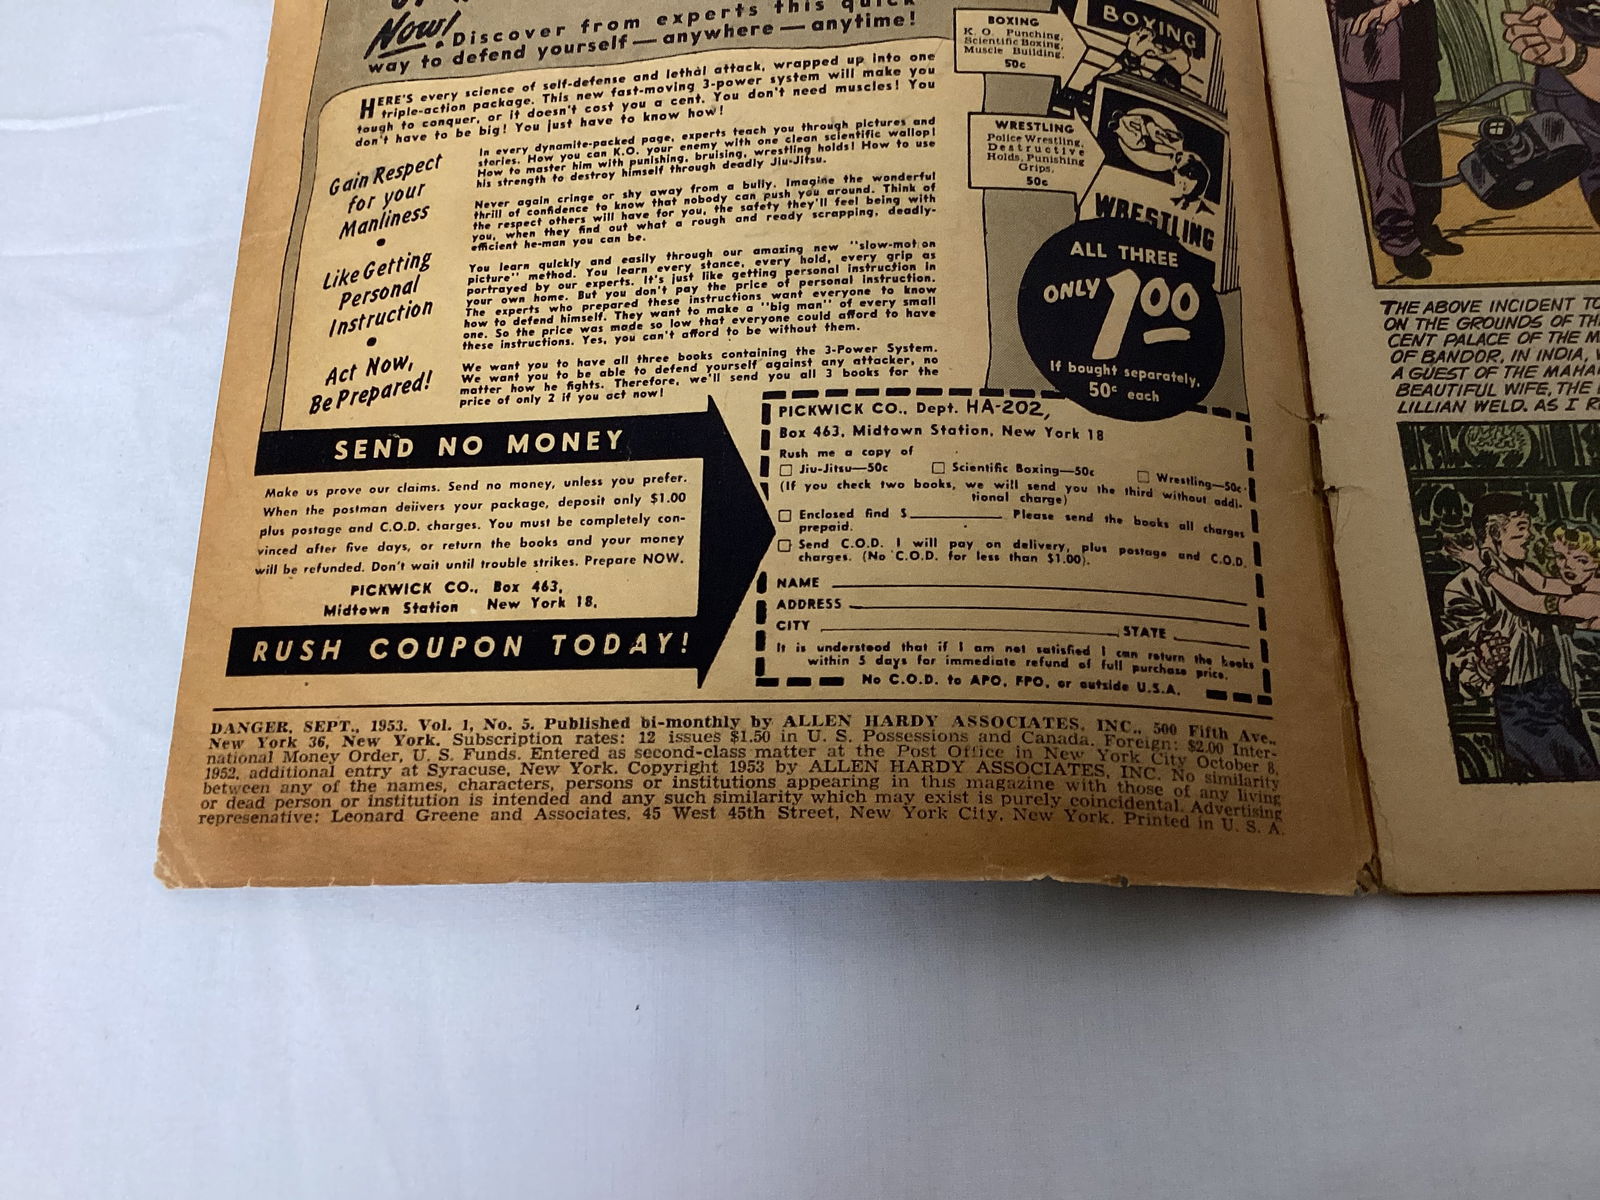 Now! Discover from experts this quick
way to defend yourself—anywhere—anytime!
HERE'S every science of self-defense and lethal attack, wrapped up into one
triple-action package. This new fast-moving 3-power system will make you
tough to conquer, or it doesn't cost you a cent. You don't need muscles! You
don't have to be big! You just have to know how!
Gain Respect
for your
Manliness
•
Like Getting
Personal
Instruction
•
Act Now,
Be Prepared!
In every dynamite-packed page, experts teach you through pictures and
stories. How you can K.O. your enemy with one clean scientific wallop!
How to master him with punishing, bruising, wrestling holds! How to use
his strength to destroy himself through deadly Jiu-Jitsu.
Never again cringe or shy away from a bully. Imagine the wonderful
thrill of confidence to know that nobody can push you around. Think of
the respect others will have for you, the safety they'll feel being with
you, when they find out what a rough and ready scrapping, deadly-
efficient he-man you can be.
You learn quickly and easily through our amazing new "slow-mot on
picture" method. You learn every stance, every hold, every grip as
portrayed by our experts. It's just like getting personal instruction in
your own home. But you don't pay the price of personal instruction.
The experts who prepared these instructions want everyone to know
how to defend himself. They want to make a "big man" of every small
one. So the price was made so low that everyone could afford to have
these instructions. Yes, you can't afford to be without them.
We want you to have all three books containing the 3-Power System.
We want you to be able to defend yourself against any attacker, no
matter how he fights. Therefore, we'll send you all 3 books for the
price of only 2 if you act now!
BOXING
K. O. Punching,
Scientific Boxing,
Muscle Building.
50c
BOXING
WRESTLING
Police Wrestling,
Destructive
Holds, Punishing
Grips.
50c
WRESTLING
ALL THREE
ONLY 1.00
If bought separately,
50c each
SEND NO MONEY
Make us prove our claims. Send no money, unless you prefer.
When the postman delivers your package, deposit only $1.00
plus postage and C.O.D. charges. You must be completely con-
vinced after five days, or return the books and your money
will be refunded. Don't wait until trouble strikes. Prepare NOW.
PICKWICK CO., Box 463,
Midtown Station New York 18,
RUSH COUPON TODAY!
PICKWICK CO., Dept. HA-202,
Box 463, Midtown Station, New York 18
Rush me a copy of
☐ Jiu-Jitsu—50c ☐ Scientific Boxing—50c ☐ Wrestling—50c.
(If you check two books, we will send you the third without addi-
tional charge)
☐ Enclosed find $ Please send the books all charges
prepaid.
☐ Send C.O.D. I will pay on delivery, plus postage and C.O.D.
charges. (No C.O.D. for less than $1.00).
NAME
ADDRESS
CITY STATE
It is understood that if I am not satisfied I can return the books
within 5 days for immediate refund of full purchase price.
No C.O.D. to APO, FPO, or outside U.S.A.
DANGER, SEPT., 1953. Vol. 1, No. 5. Published bi-monthly by ALLEN HARDY ASSOCIATES, INC., 500 Fifth Ave.,
New York 36, New York. Subscription rates: 12 issues $1.50 in U. S. Possessions and Canada. Foreign: $2.00 Inter-
national Money Order, U. S. Funds. Entered as second-class matter at the Post Office in New York City October 8,
1952, additional entry at Syracuse, New York. Copyright 1953 by ALLEN HARDY ASSOCIATES, INC. No similarity
between any of the names, characters, persons or institutions appearing in this magazine with those of any living
or dead person or institution is intended and any such similarity which may exist is purely coincidental. Advertising
represenative: Leonard Greene and Associates, 45 West 45th Street, New York City, New York. Printed in U. S. A.
THE ABOVE INCIDENT TO
ON THE GROUNDS OF TH
CENT PALACE OF THE M
OF BANDOR, IN INDIA, W
A GUEST OF THE MAHA
BEAUTIFUL WIFE, THE
LILLIAN WELD. AS I R